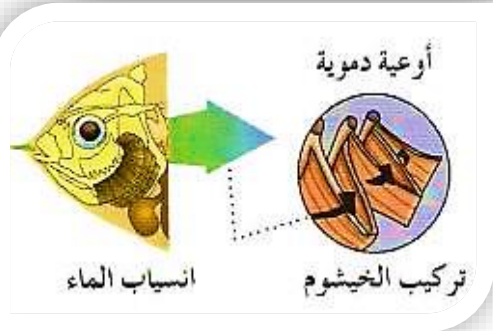 أوعية دموية
تركيب الخيشوم
انسياب الماء